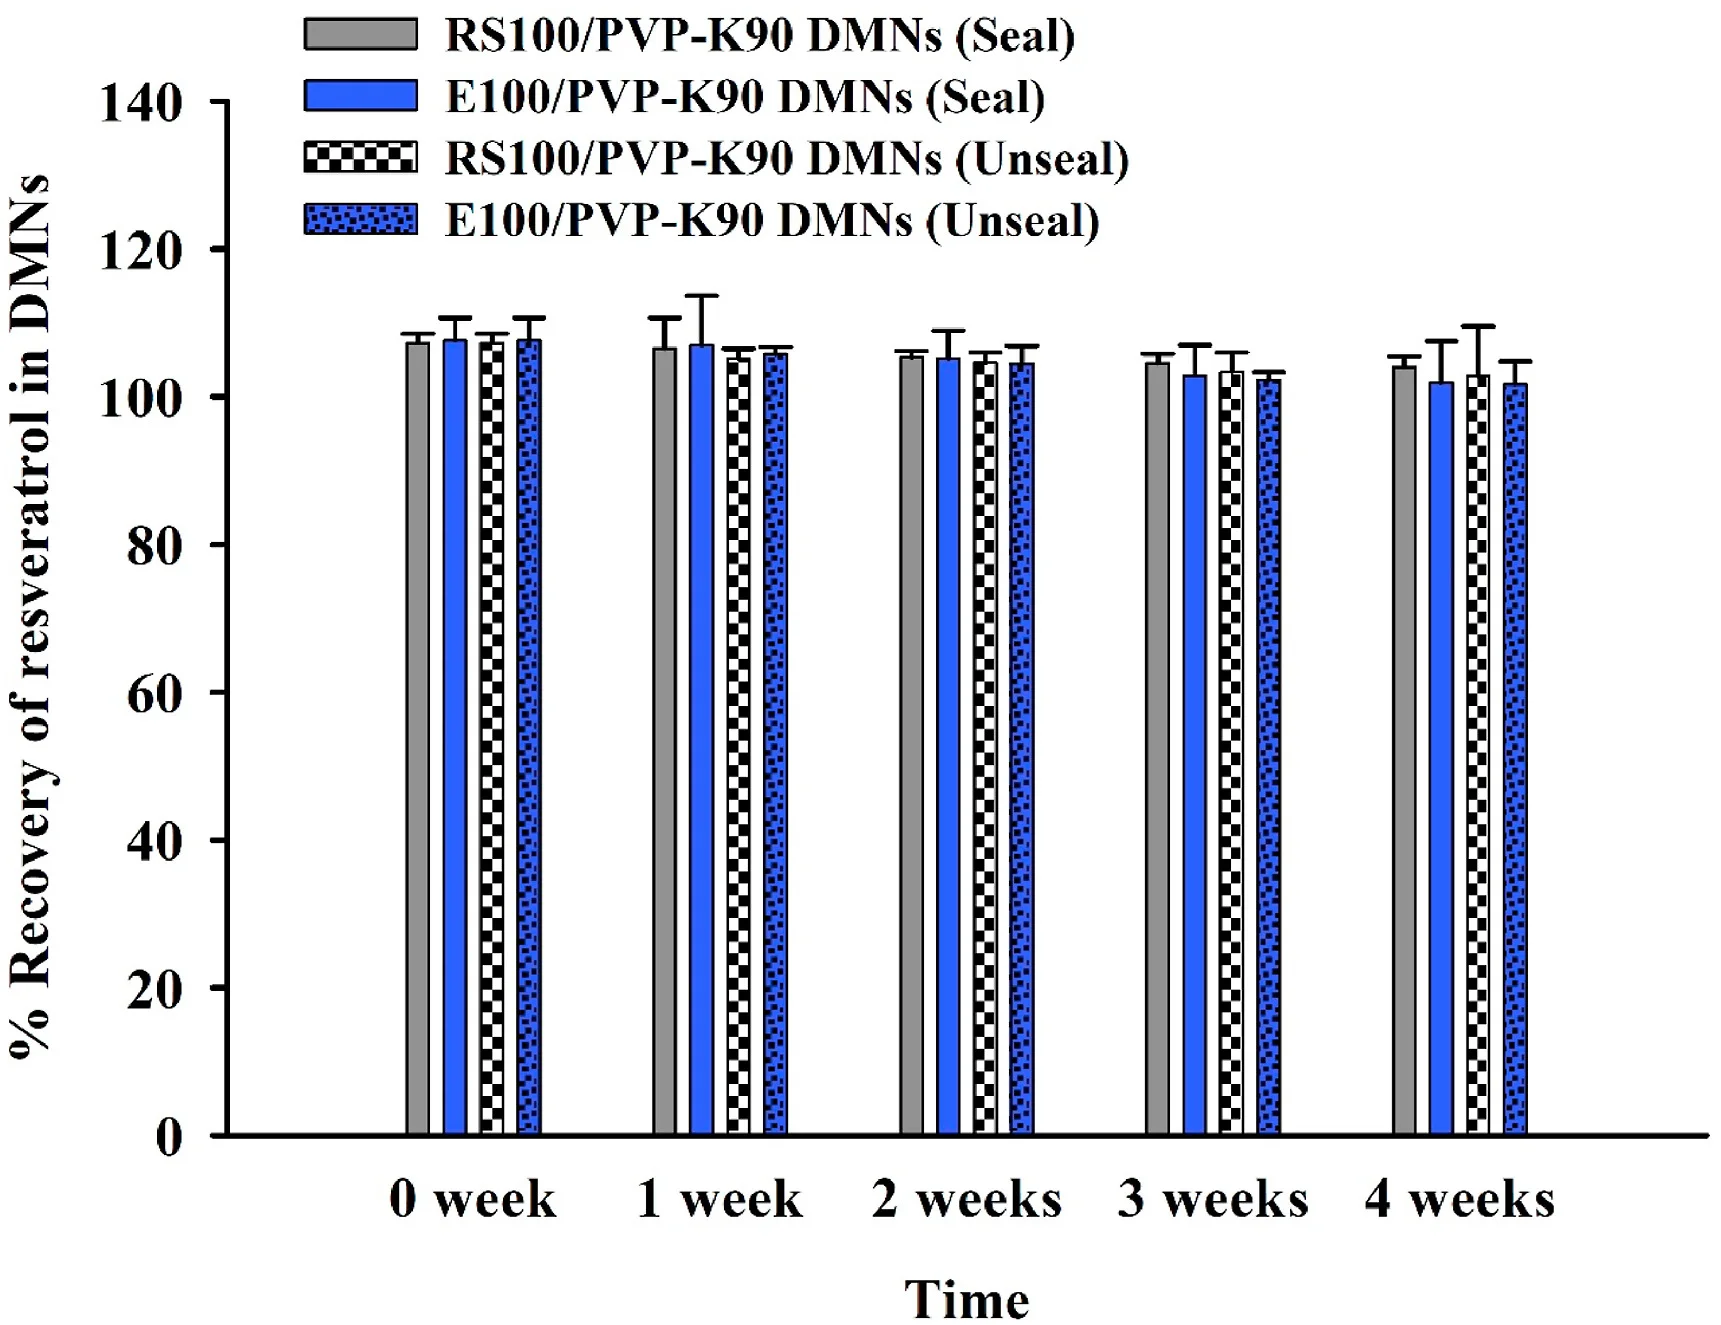 RS100/PVP-K90 DMNs (Seal)
E100/PVP-K90 DMNs (Seal)
RS100/PVP-K90 DMNs (Unseal)
E100/PVP-K90 DMNs (Unseal)
% Recovery of resveratrol in DMNs
140
120
100
80
60
40
20
0
0 week 1 week 2 weeks 3 weeks 4 weeks
Time